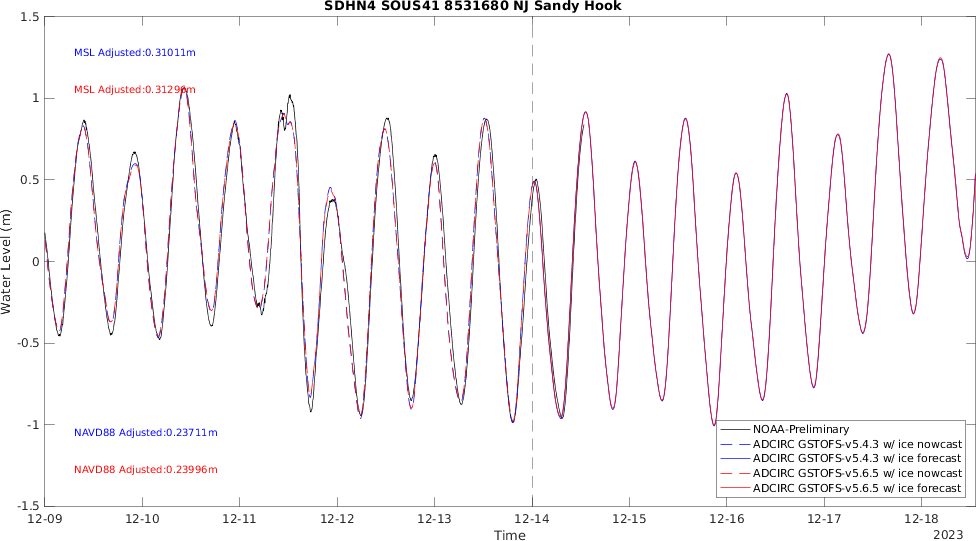 SDHN4 SOUS41 8531680 NJ Sandy Hook
1.5
MSL Adjusted:0.31011m
MSL Adjusted:0.31296m
1
0.5
0
-0.5
-1
-1.5
Water Level (m)
NAVD88 Adjusted:0.23711m
NAVD88 Adjusted:0.23996m
NOAA-Preliminary
ADCIRC GSTOFS-v5.4.3 w/ ice nowcast
ADCIRC GSTOFS-v5.4.3 w/ ice forecast
ADCIRC GSTOFS-v5.6.5 w/ ice nowcast
ADCIRC GSTOFS-v5.6.5 w/ ice forecast
12-09 12-10 12-11 12-12 12-13 12-14 12-15 12-16 12-17 12-18
Time
2023